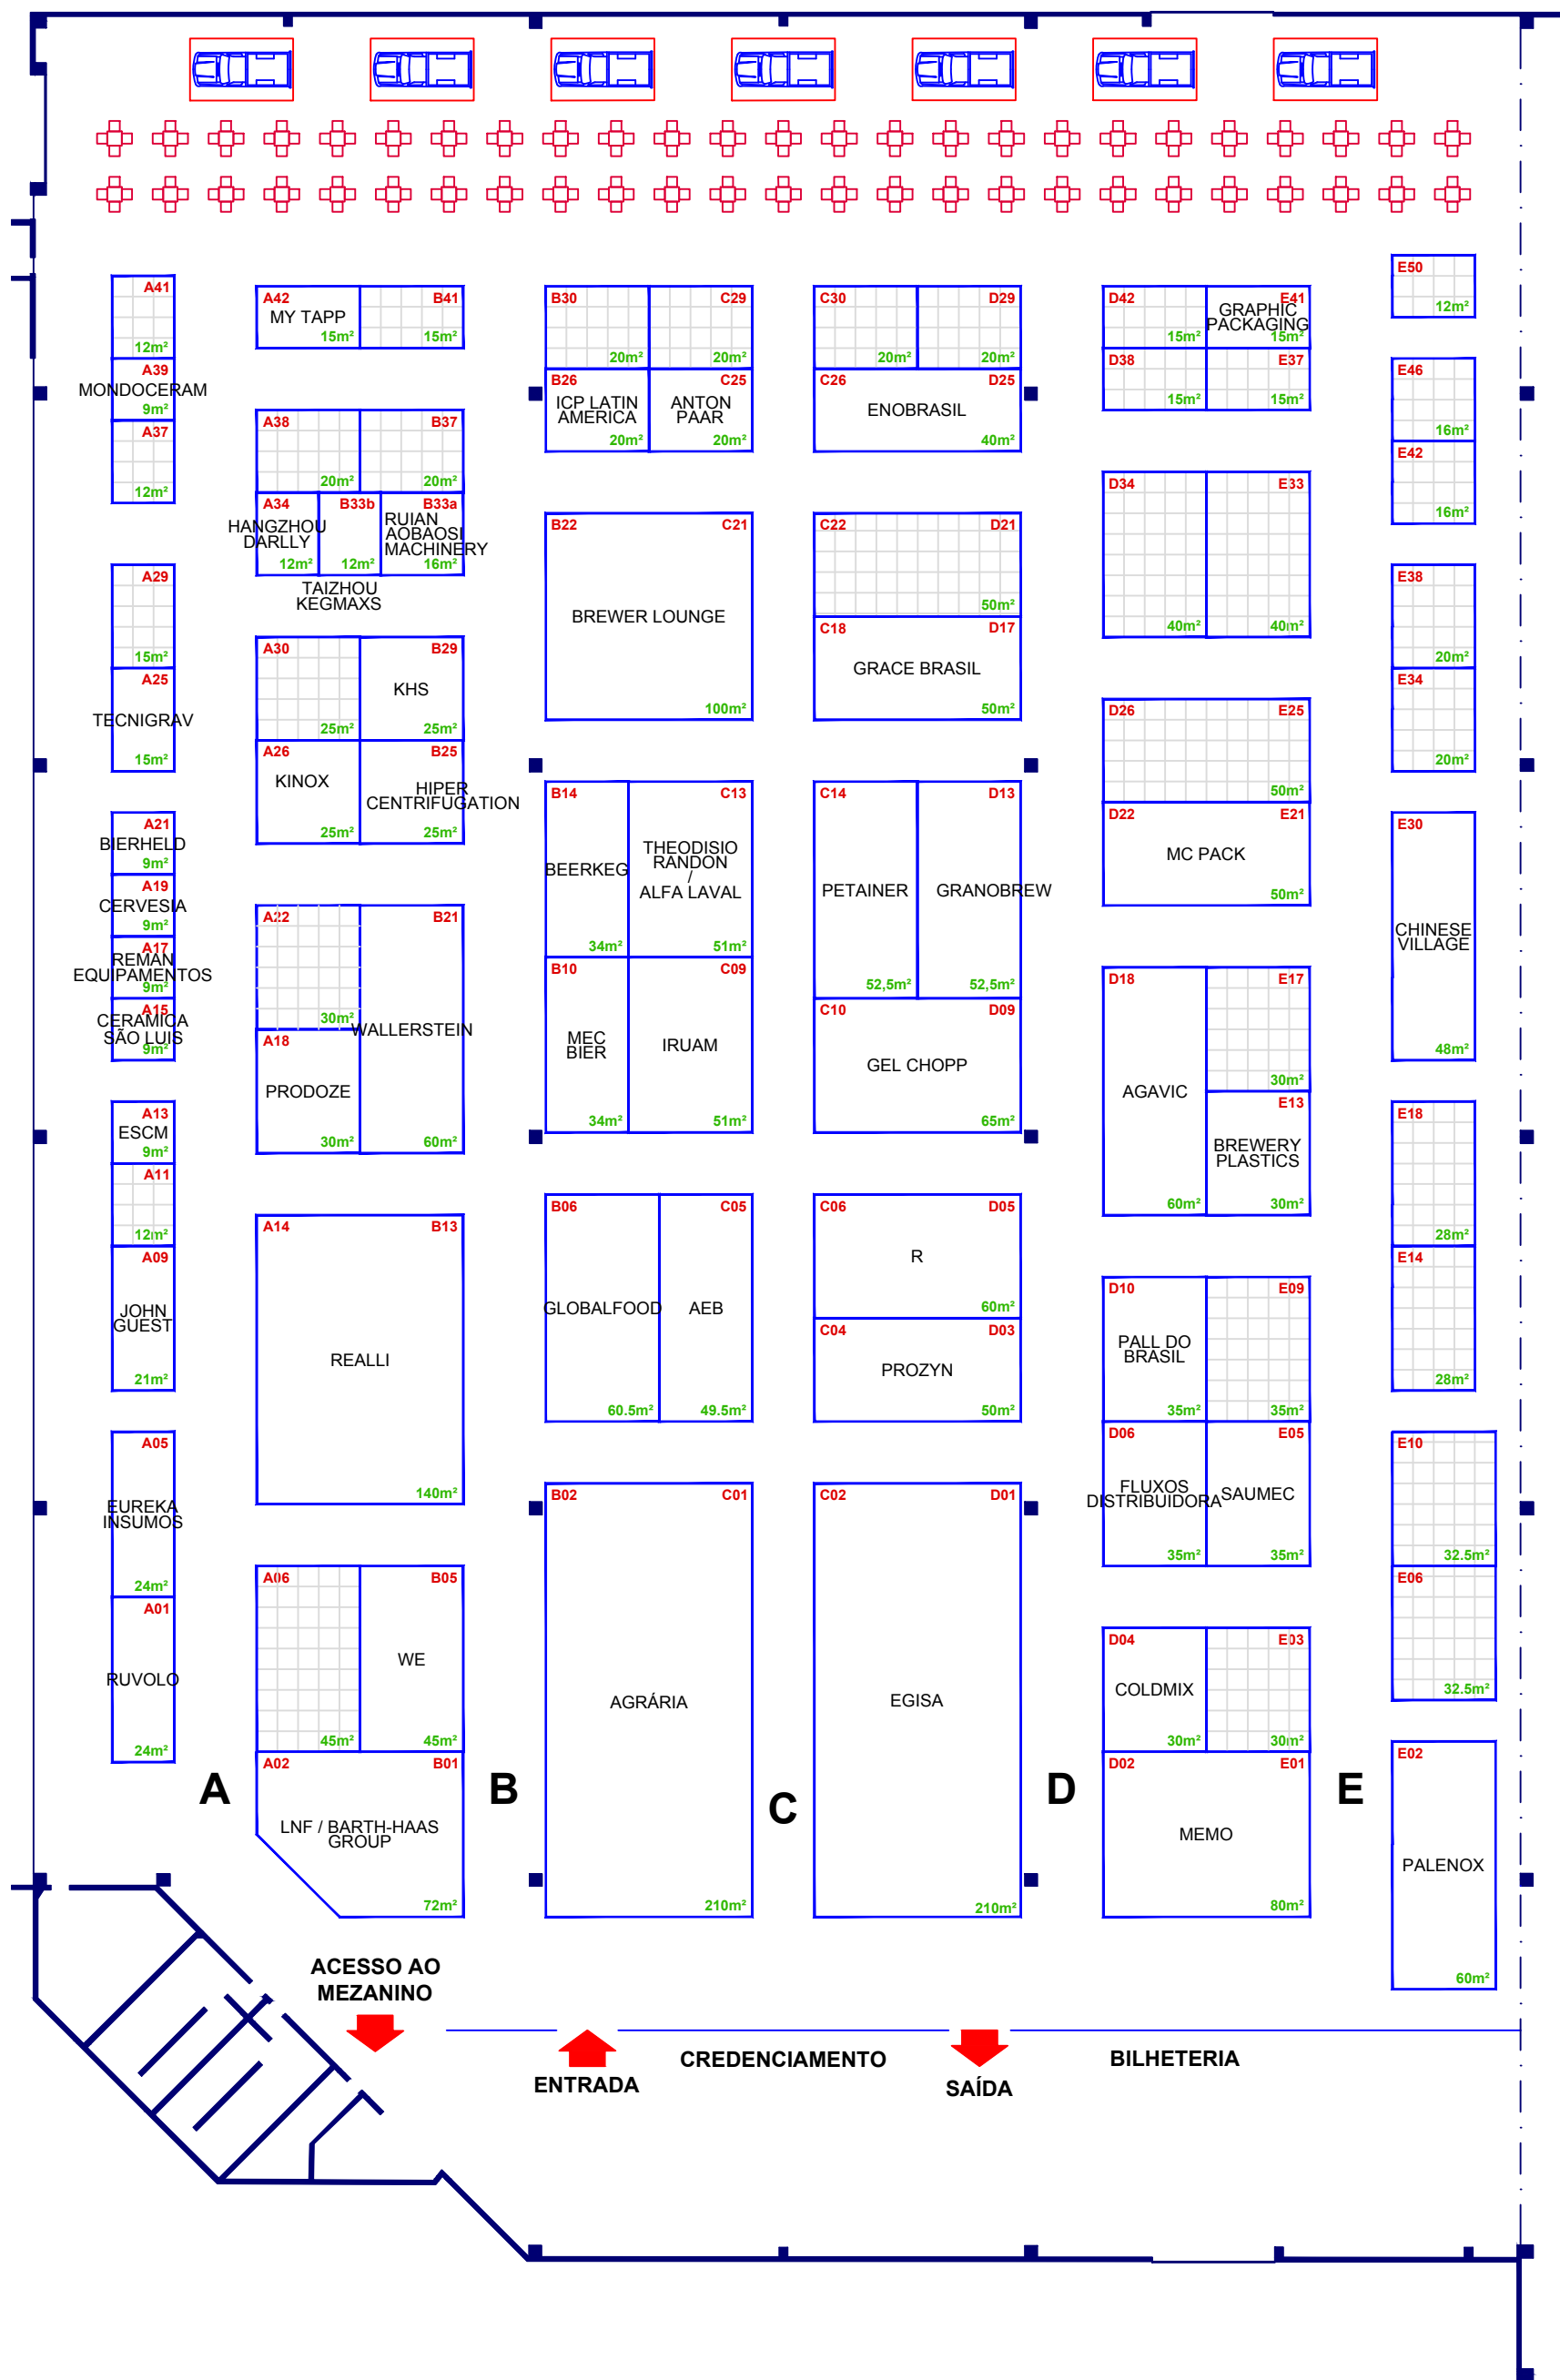 A41
12m²
A39
MONDOCERAM
9m²
A37
12m²
A29
15m²
A25
TECNIGRAV
15m²
A21
BIERHELD
9m²
A19
CERVESIA
9m²
A17
REMAN
EQUIPAMENTOS
9m²
A15
CERAMICA
SÃO LUIS
9m²
A13
ESCM
9m²
A11
12m²
A09
JOHN
GUEST
21m²
A05
EUREKA
INSUMOS
24m²
A01
RUVOLO
24m²
A
A42
MY TAPP
15m²
B41
15m²
A38
20m²
B37
20m²
A34
HANGZHOU
DARLLY
12m²
B33b
12m²
TAIZHOU
KEGMAXS
B33a
RUIAN
AOBAOSI
MACHINERY
16m²
A30
25m²
B29
KHS
25m²
A26
KINOX
25m²
B25
HIPER
CENTRIFUGATION
25m²
A22
30m²
B21
WALLERSTEIN
60m²
A18
PRODOZE
30m²
A14 B13
REALLI
140m²
A06
45m²
B05
WE
45m²
A02 B01
LNF / BARTH-HAAS
GROUP
72m²
B
B30
20m²
C29
20m²
B26
ICP LATIN
AMERICA
20m²
C25
ANTON
PAAR
20m²
B22 C21
BREWER LOUNGE
100m²
B14
BEERKEG
34m²
C13
THEODISIO
RANDON
/
ALFA LAVAL
51m²
B10
MEC
BIER
34m²
C09
IRUAM
51m²
B06
GLOBALFOOD
60.5m²
C05
AEB
49.5m²
B02 C01
AGRÁRIA
210m²
C
C30
20m²
D29
20m²
C26 D25
ENOBRASIL
40m²
C22 D21
50m²
C18 D17
GRACE BRASIL
50m²
C14
PETAINER
52,5m²
D13
GRANOBREW
52,5m²
C10 D09
GEL CHOPP
65m²
C06 D05
R
60m²
C04 D03
PROZYN
50m²
C02 D01
EGISA
210m²
D
D42
15m²
E41
GRAPHIC
PACKAGING
15m²
D38
15m²
E37
15m²
D34
40m²
E33
40m²
D26 E25
50m²
D22 E21
MC PACK
50m²
D18
AGAVIC
60m²
E17
30m²
E13
BREWERY
PLASTICS
30m²
D10
PALL DO
BRASIL
35m²
E09
35m²
D06
FLUXOS
DISTRIBUIDORA
35m²
E05
SAUMEC
35m²
D04
COLDMIX
30m²
E03
30m²
D02 E01
MEMO
80m²
E
E50
12m²
E46
16m²
E42
16m²
E38
20m²
E34
20m²
E30
CHINESE
VILLAGE
48m²
E18
28m²
E14
28m²
E10
32.5m²
E06
32.5m²
E02
PALENOX
60m²
ACESSO AO
MEZANINO
ENTRADA
CREDENCIAMENTO
SAÍDA
BILHETERIA